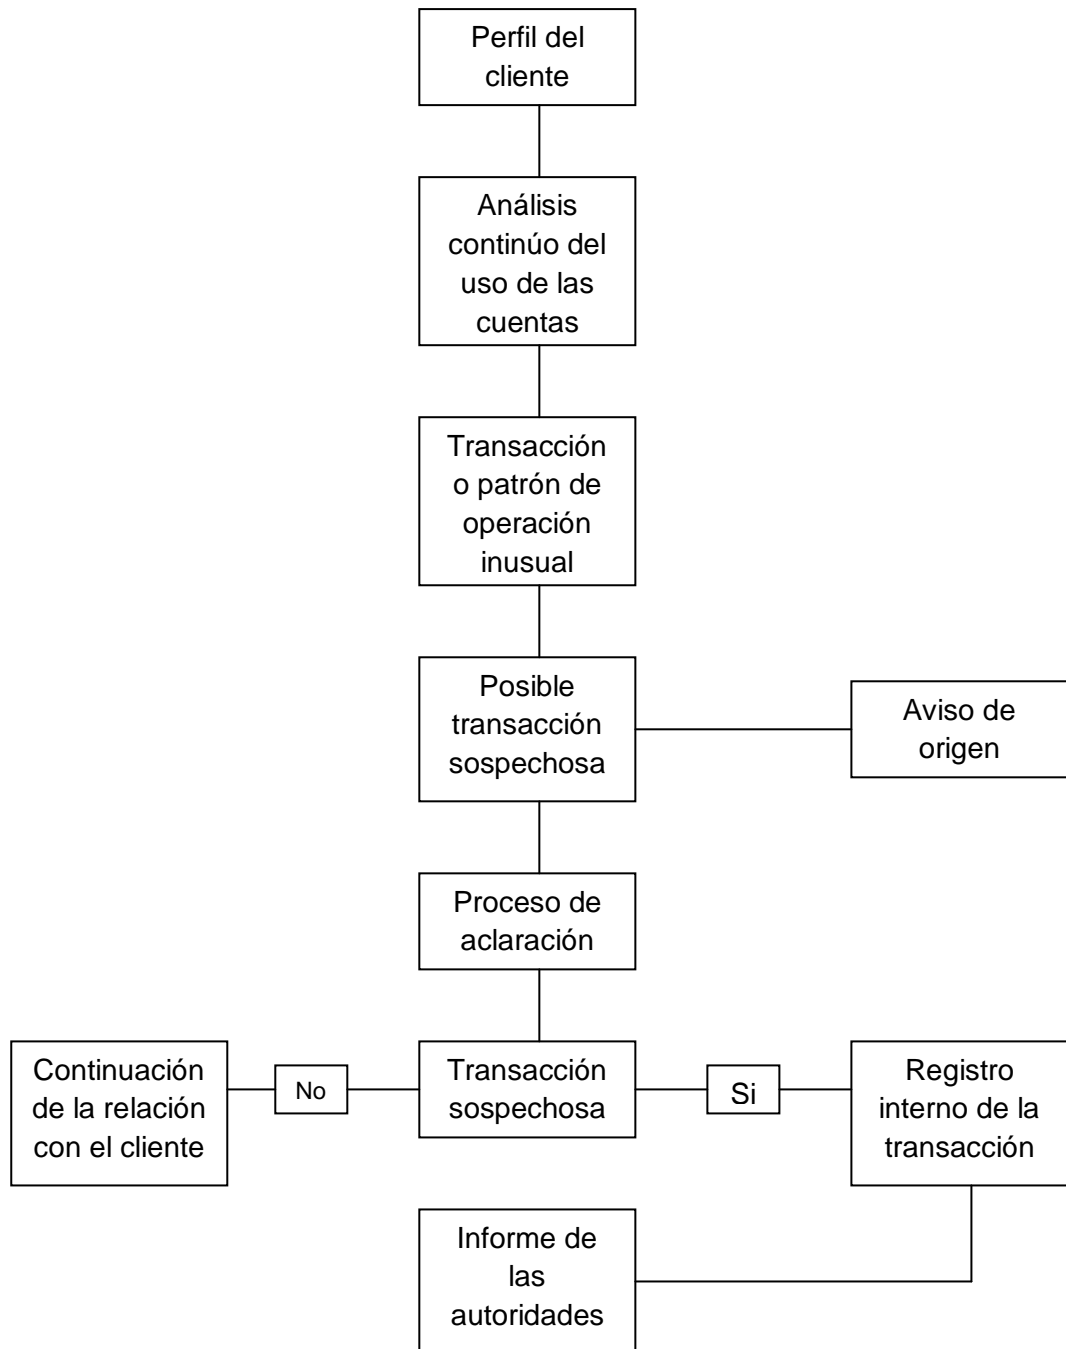 Perfil del
cliente
Análisis
continúo del
uso de las
cuentas
Transacción
o patrón de
operación
inusual
Posible
transacción
sospechosa
Aviso de
origen
Proceso de
aclaración
Continuación
de la relación
con el cliente
No
Transacción
sospechosa
Si
Registro
interno de la
transacción
Informe de
las
autoridades